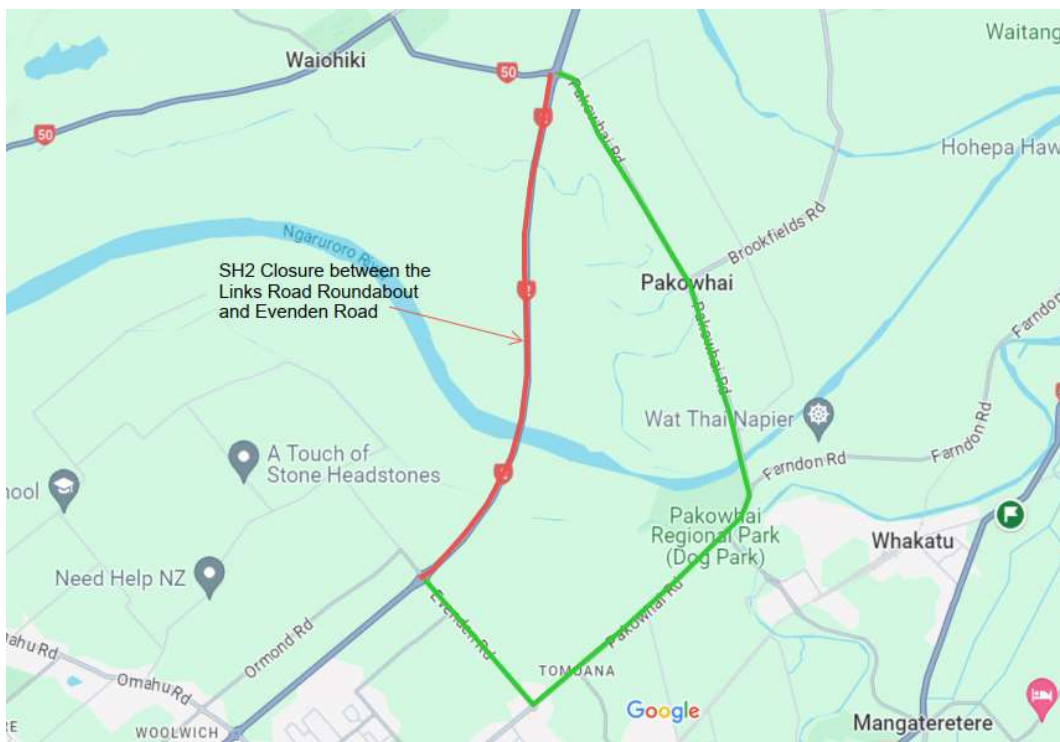 Waiohiki
Waitang
50
50
2
Pakowhai Rd
Hohepa Haw
Brookfields Rd
Ngaruroro River
SH2 Closure between the
Links Road Roundabout
and Evenden Road
2
Pakowhai
Pakowhai Rd
Farndon
Wat Thai Napier
Farndon Rd
A Touch of
Stone Headstones
Farndon Rd
hool
Pakowhai
Regional Park
(Dog Park)
Whakatu
Need Help NZ
Evenden Rd
Pakowhai Rd
Ormond Rd
ahu Rd
Omahu Rd
TOMOANA
Google
RE
WOOLWICH
Mangateretere